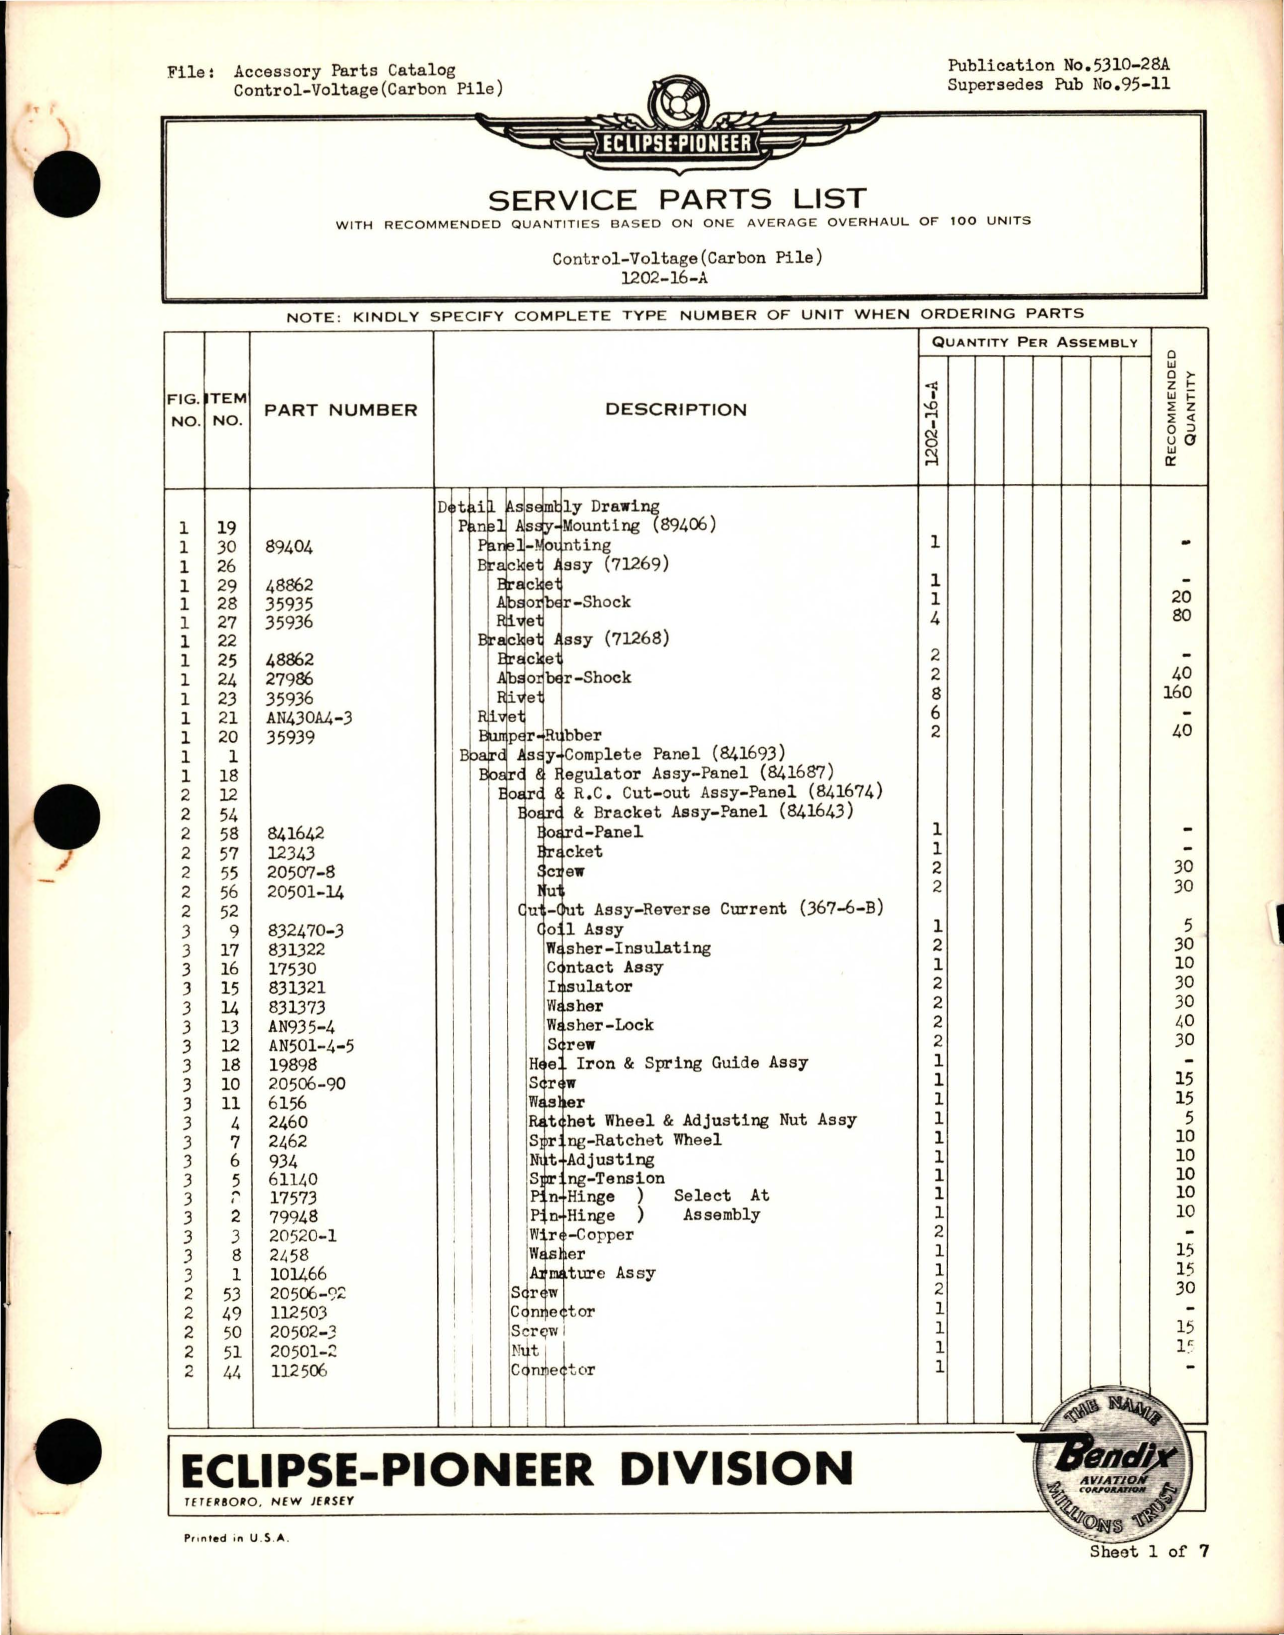 File: Accessory Parts Catalog
Control-Voltage(Carbon Pile)
Publication No.5310-28A
Supersedes Pub No.95-11
ECLIPSE-PIONEER
SERVICE PARTS LIST
WITH RECOMMENDED QUANTITIES BASED ON ONE AVERAGE OVERHAUL OF 100 UNITS
Control-Voltage(Carbon Pile)
1202-16-A
NOTE: KINDLY SPECIFY COMPLETE TYPE NUMBER OF UNIT WHEN ORDERING PARTS
FIG. NO. ITEM NO. PART NUMBER DESCRIPTION QUANTITY PER ASSEMBLY 1202-16-A RECOMMENDED QUANTITY
Detail Assembly Drawing
1 19 Panel Assy-Mounting (89406)
1 30 89404 Panel-Mounting 1 -
1 26 Bracket Assy (71269)
1 29 48862 Bracket 1 -
1 28 35935 Absorber-Shock 1 20
1 27 35936 Rivet 4 80
1 22 Bracket Assy (71268)
1 25 48862 Bracket 2 -
1 24 27986 Absorber-Shock 2 40
1 23 35936 Rivet 8 160
1 21 AN430A4-3 Rivet 6 -
1 20 35939 Bumper-Rubber 2 40
1 1 Board Assy-Complete Panel (841693)
1 18 Board & Regulator Assy-Panel (841687)
2 12 Board & R.C. Cut-out Assy-Panel (841674)
2 54 Board & Bracket Assy-Panel (841643)
2 58 841642 Board-Panel 1 -
2 57 12343 Bracket 1 -
2 55 20507-8 Screw 2 30
2 56 20501-14 Nut 2 30
2 52 Cut-Out Assy-Reverse Current (367-6-B)
3 9 832470-3 Coil Assy 1 5
3 17 831322 Washer-Insulating 2 30
3 16 17530 Contact Assy 1 10
3 15 831321 Insulator 2 30
3 14 831373 Washer 2 30
3 13 AN935-4 Washer-Lock 2 40
3 12 AN501-4-5 Screw 2 30
3 18 19898 Heel Iron & Spring Guide Assy 1 -
3 10 20506-90 Screw 1 15
3 11 6156 Washer 1 15
3 4 2460 Ratchet Wheel & Adjusting Nut Assy 1 5
3 7 2462 Spring-Ratchet Wheel 1 10
3 6 934 Nut-Adjusting 1 10
3 5 61140 Spring-Tension 1 10
3 17573 Pin-Hinge ) Select At 1 10
3 2 79948 Pin-Hinge ) Assembly 1 10
3 3 20520-1 Wire-Copper 2 -
3 8 2458 Washer 1 15
3 1 101466 Armature Assy 1 15
2 53 20506-92 Screw 2 30
2 49 112503 Connector 1 -
2 50 20502-3 Screw 1 15
2 51 20501-2 Nut 1 15
2 44 112506 Connector 1 -
ECLIPSE-PIONEER DIVISION
TETERBORO, NEW JERSEY
THE NAME
Bendix
AVIATION
CORPORATION
MILLIONS TRUST
Printed in U.S.A.
Sheet 1 of 7